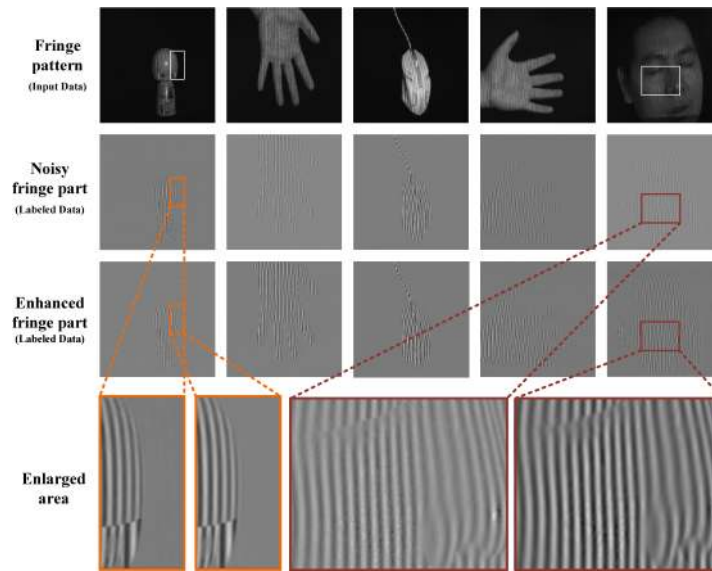 Fringe
pattern
(Input Data)
Noisy
fringe part
(Labeled Data)
Enhanced
fringe part
(Labeled Data)
Enlarged
area